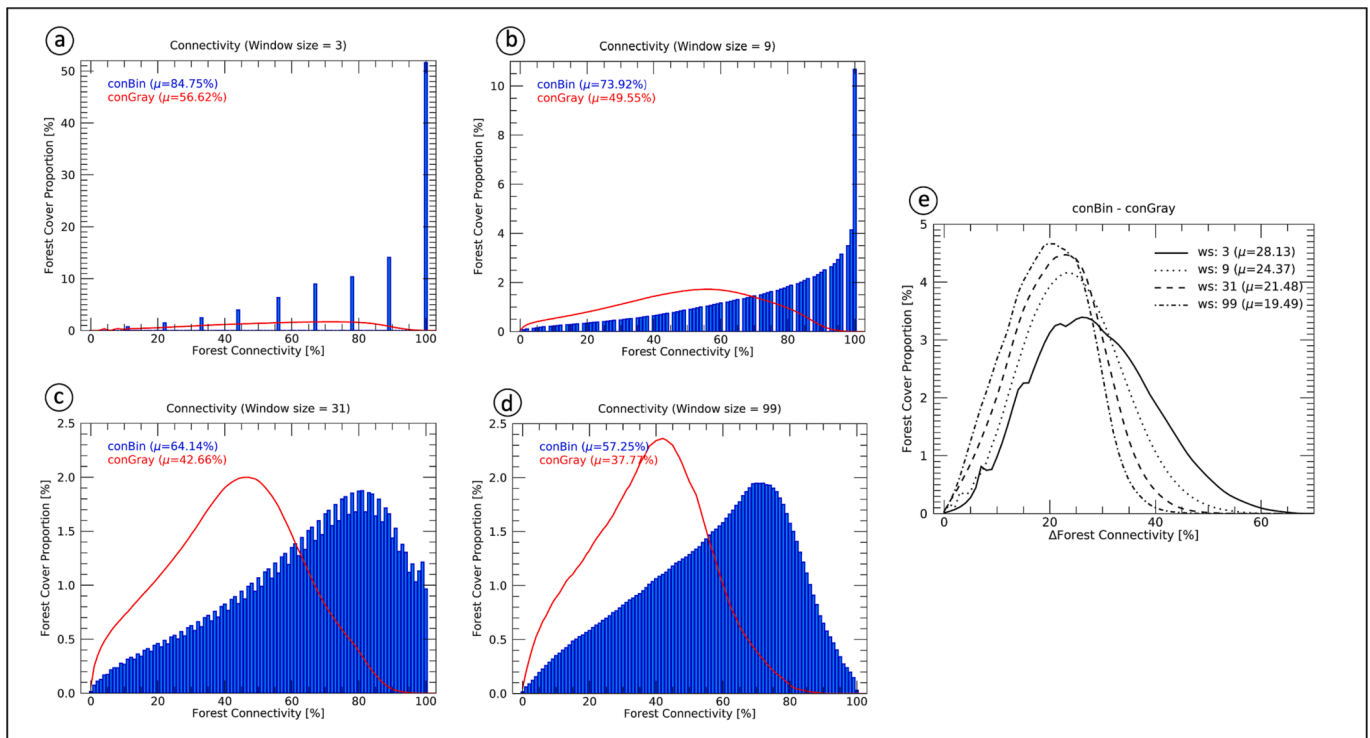 a
Connectivity (Window size = 3)
conBin (μ=84.75%)
conGray (μ=56.62%)
Forest Cover Proportion [%]
50
40
30
20
10
0
0 20 40 60 80 100
Forest Connectivity [%]
b
Connectivity (Window size = 9)
conBin (μ=73.92%)
conGray (μ=49.55%)
Forest Cover Proportion [%]
10
8
6
4
2
0
0 20 40 60 80 100
Forest Connectivity [%]
c
Connectivity (Window size = 31)
conBin (μ=64.14%)
conGray (μ=42.66%)
Forest Cover Proportion [%]
2.5
2.0
1.5
1.0
0.5
0.0
0 20 40 60 80 100
Forest Connectivity [%]
d
Connectivity (Window size = 99)
conBin (μ=57.25%)
conGray (μ=37.77%)
Forest Cover Proportion [%]
2.5
2.0
1.5
1.0
0.5
0.0
0 20 40 60 80 100
Forest Connectivity [%]
e
conBin - conGray
ws: 3 (μ=28.13)
ws: 9 (μ=24.37)
ws: 31 (μ=21.48)
ws: 99 (μ=19.49)
Forest Cover Proportion [%]
5
4
3
2
1
0
0 20 40 60
ΔForest Connectivity [%]